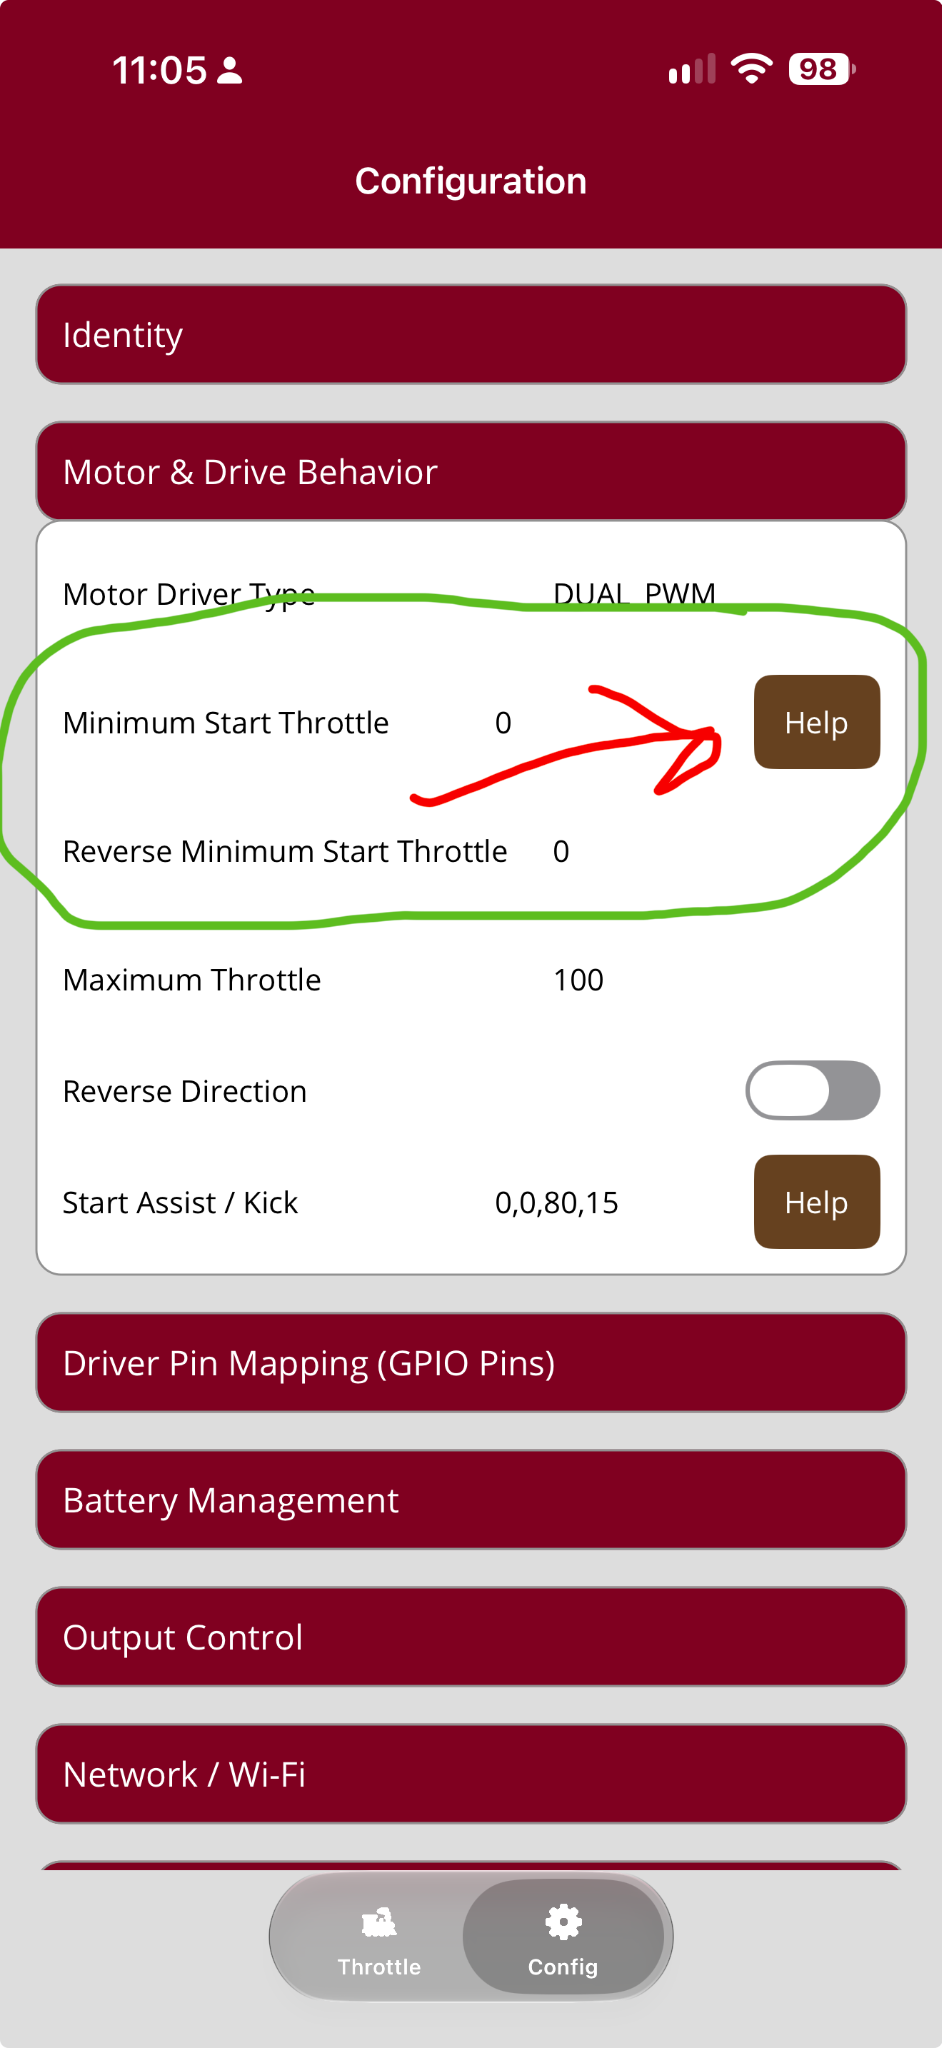 11:05
98
Configuration
Identity
Motor & Drive Behavior
Motor Driver Type DUAL_PWM
Minimum Start Throttle 0 Help
Reverse Minimum Start Throttle 0
Maximum Throttle 100
Reverse Direction
Start Assist / Kick 0,0,80,15 Help
Driver Pin Mapping (GPIO Pins)
Battery Management
Output Control
Network / Wi-Fi
Throttle Config